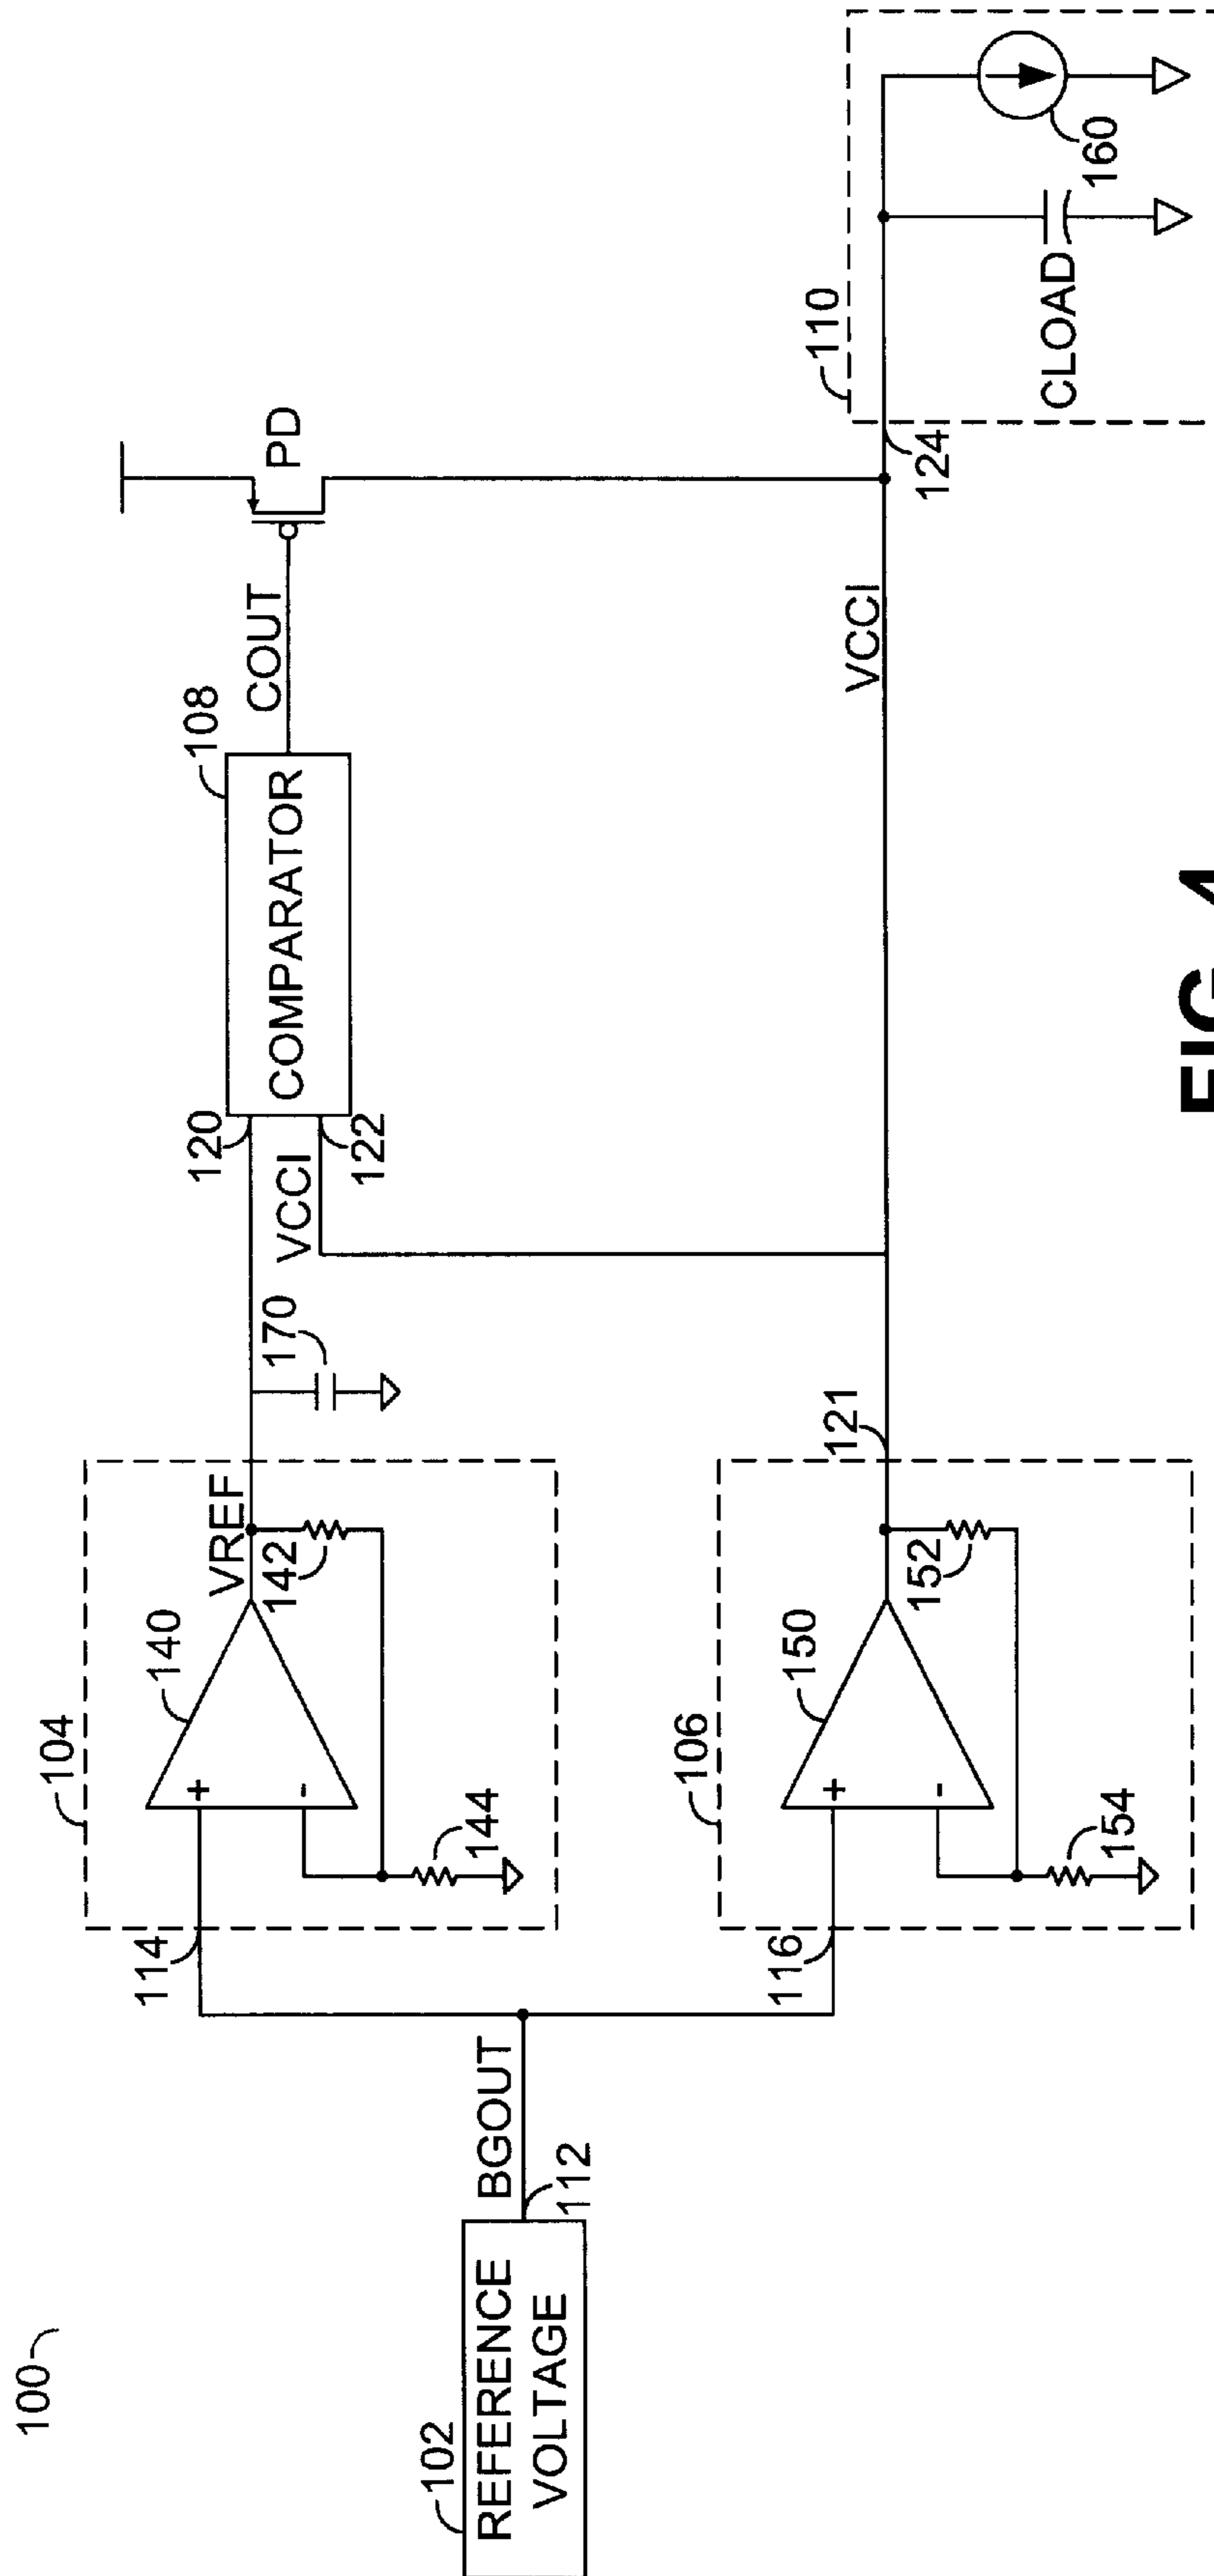 100
102
REFERENCE
VOLTAGE
BGOUT
112
114
116
104
140
+
-
VREF
142
144
106
150
+
-
152
154
121
170
120
VCCI
122
108
COMPARATOR
COUT
PD
VCCI
124
110
CLOAD
160
FIG. 4